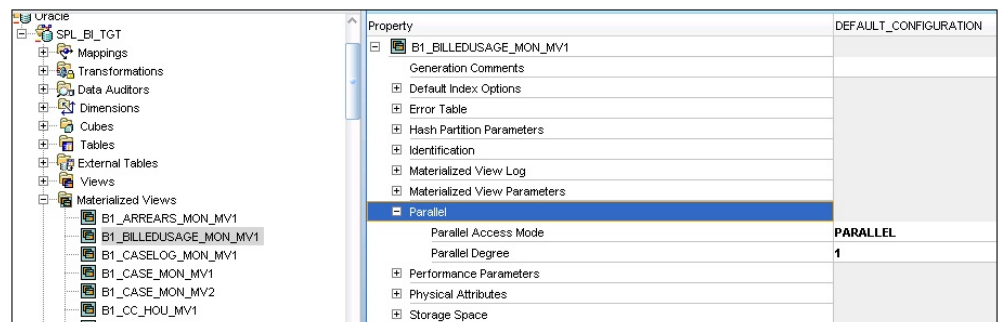 Oracle
SPL_BI_TGT
Mappings
Transformations
Data Auditors
Dimensions
Cubes
Tables
External Tables
Views
Materialized Views
B1_ARREARS_MON_MV1
B1_BILLEDUSAGE_MON_MV1
B1_CASELOG_MON_MV1
B1_CASE_MON_MV1
B1_CASE_MON_MV2
B1_CC_HOU_MV1
Property DEFAULT_CONFIGURATION
B1_BILLEDUSAGE_MON_MV1
Generation Comments
Default Index Options
Error Table
Hash Partition Parameters
Identification
Materialized View Log
Materialized View Parameters
Parallel
Parallel Access Mode PARALLEL
Parallel Degree 1
Performance Parameters
Physical Attributes
Storage Space